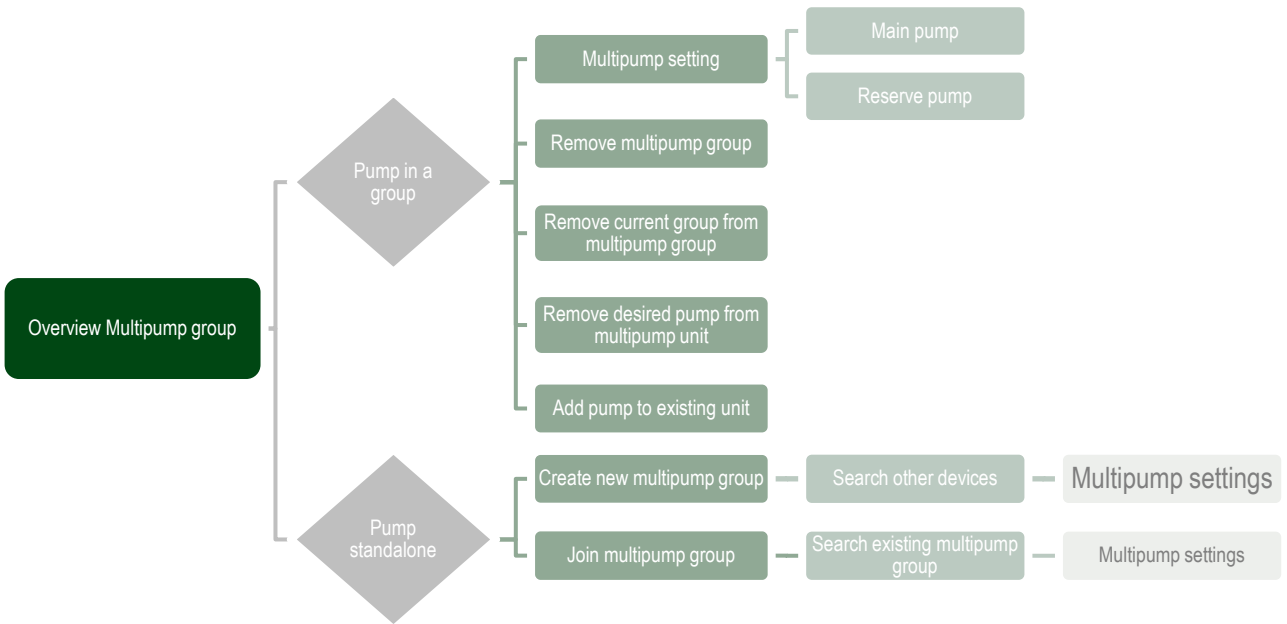 Overview Multipump group
Pump in a
group
Multipump setting
Main pump
Reserve pump
Remove multipump group
Remove current group from
multipump group
Remove desired pump from
multipump unit
Add pump to existing unit
Pump
standalone
Create new multipump group
Search other devices
Multipump settings
Join multipump group
Search existing multipump
group
Multipump settings